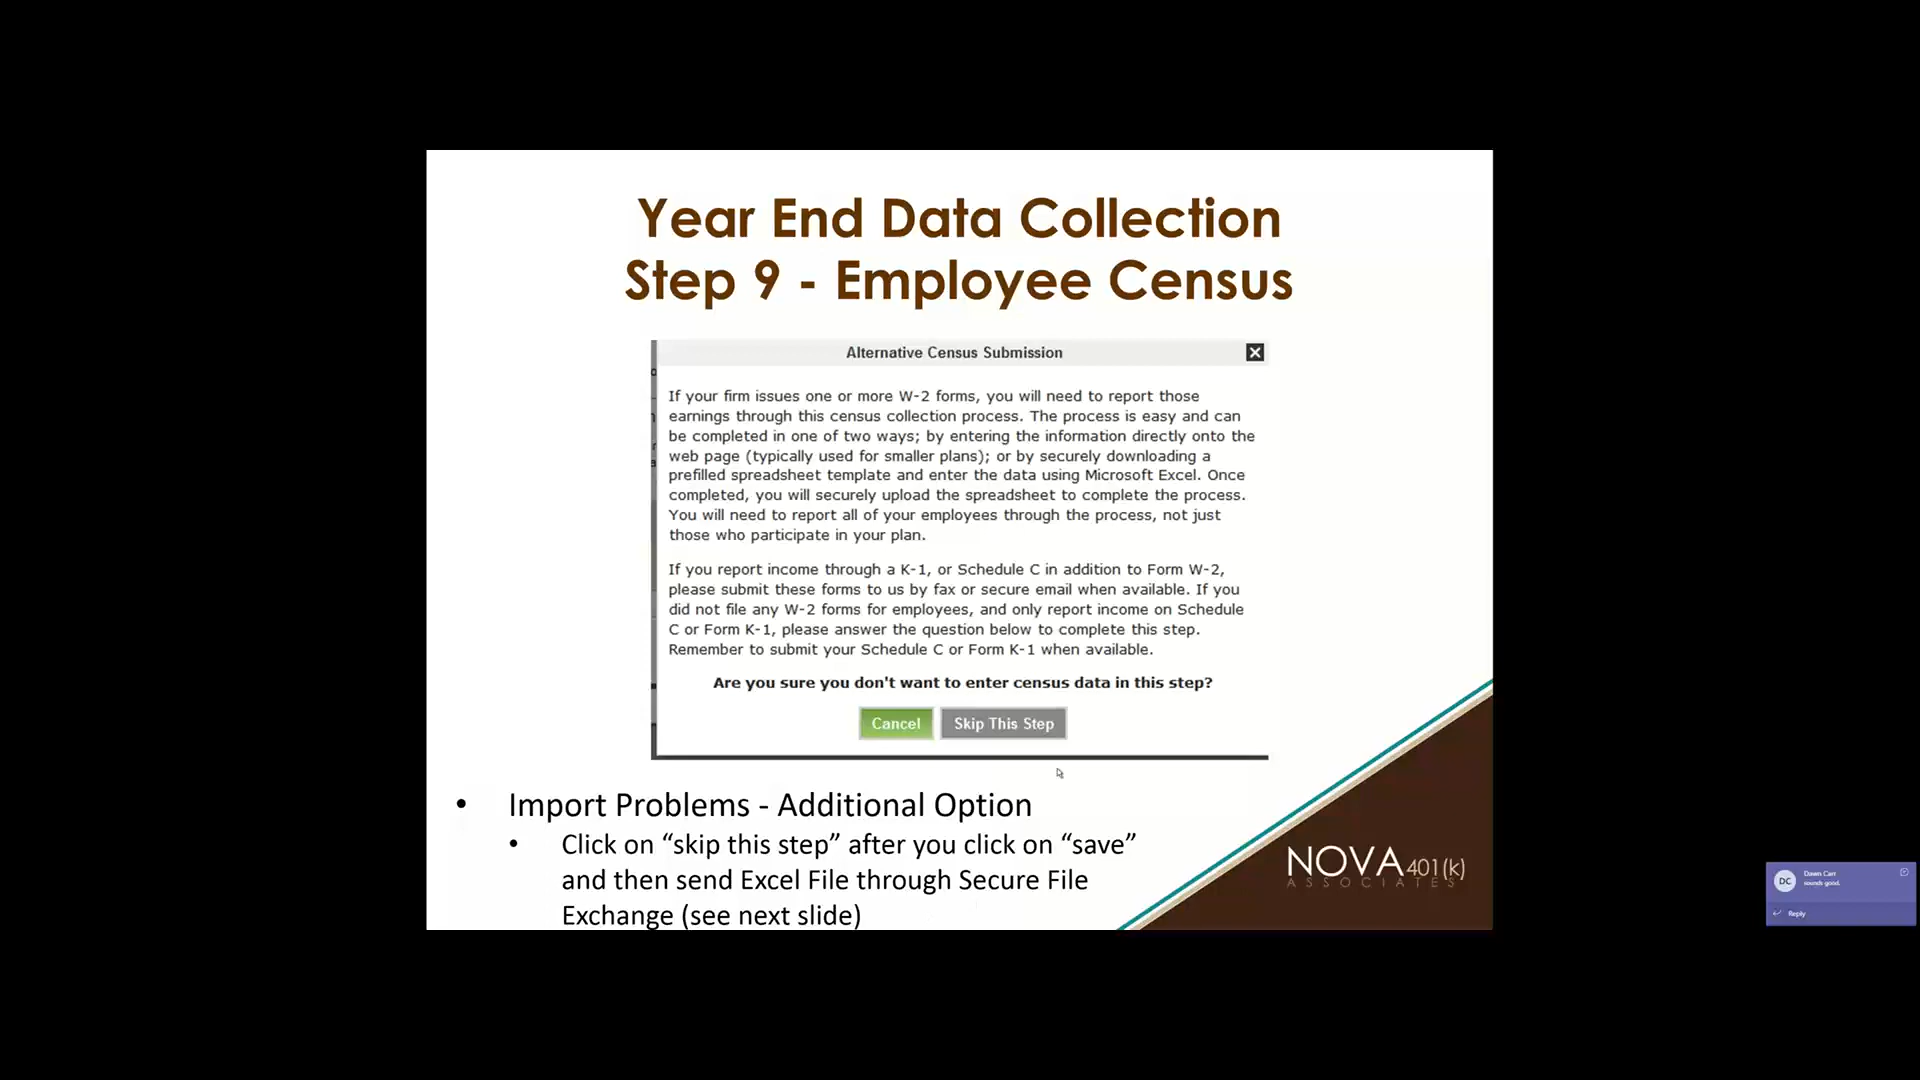 Year End Data Collection
Step 9 - Employee Census
Alternative Census Submission
If your firm issues one or more W-2 forms, you will need to report those
earnings through this census collection process. The process is easy and can
be completed in one of two ways; by entering the information directly onto the
web page (typically used for smaller plans); or by securely downloading a
prefilled spreadsheet template and enter the data using Microsoft Excel. Once
completed, you will securely upload the spreadsheet to complete the process.
You will need to report all of your employees through the process, not just
those who participate in your plan.
If you report income through a K-1, or Schedule C in addition to Form W-2,
please submit these forms to us by fax or secure email when available. If you
did not file any W-2 forms for employees, and only report income on Schedule
C or Form K-1, please answer the question below to complete this step.
Remember to submit your Schedule C or Form K-1 when available.
Are you sure you don't want to enter census data in this step?
Cancel Skip This Step
• Import Problems - Additional Option
• Click on “skip this step” after you click on “save”
and then send Excel File through Secure File
Exchange (see next slide)
NOVA 401(k)
ASSOCIATES
DC Dawn Carr
sounds good.
Reply